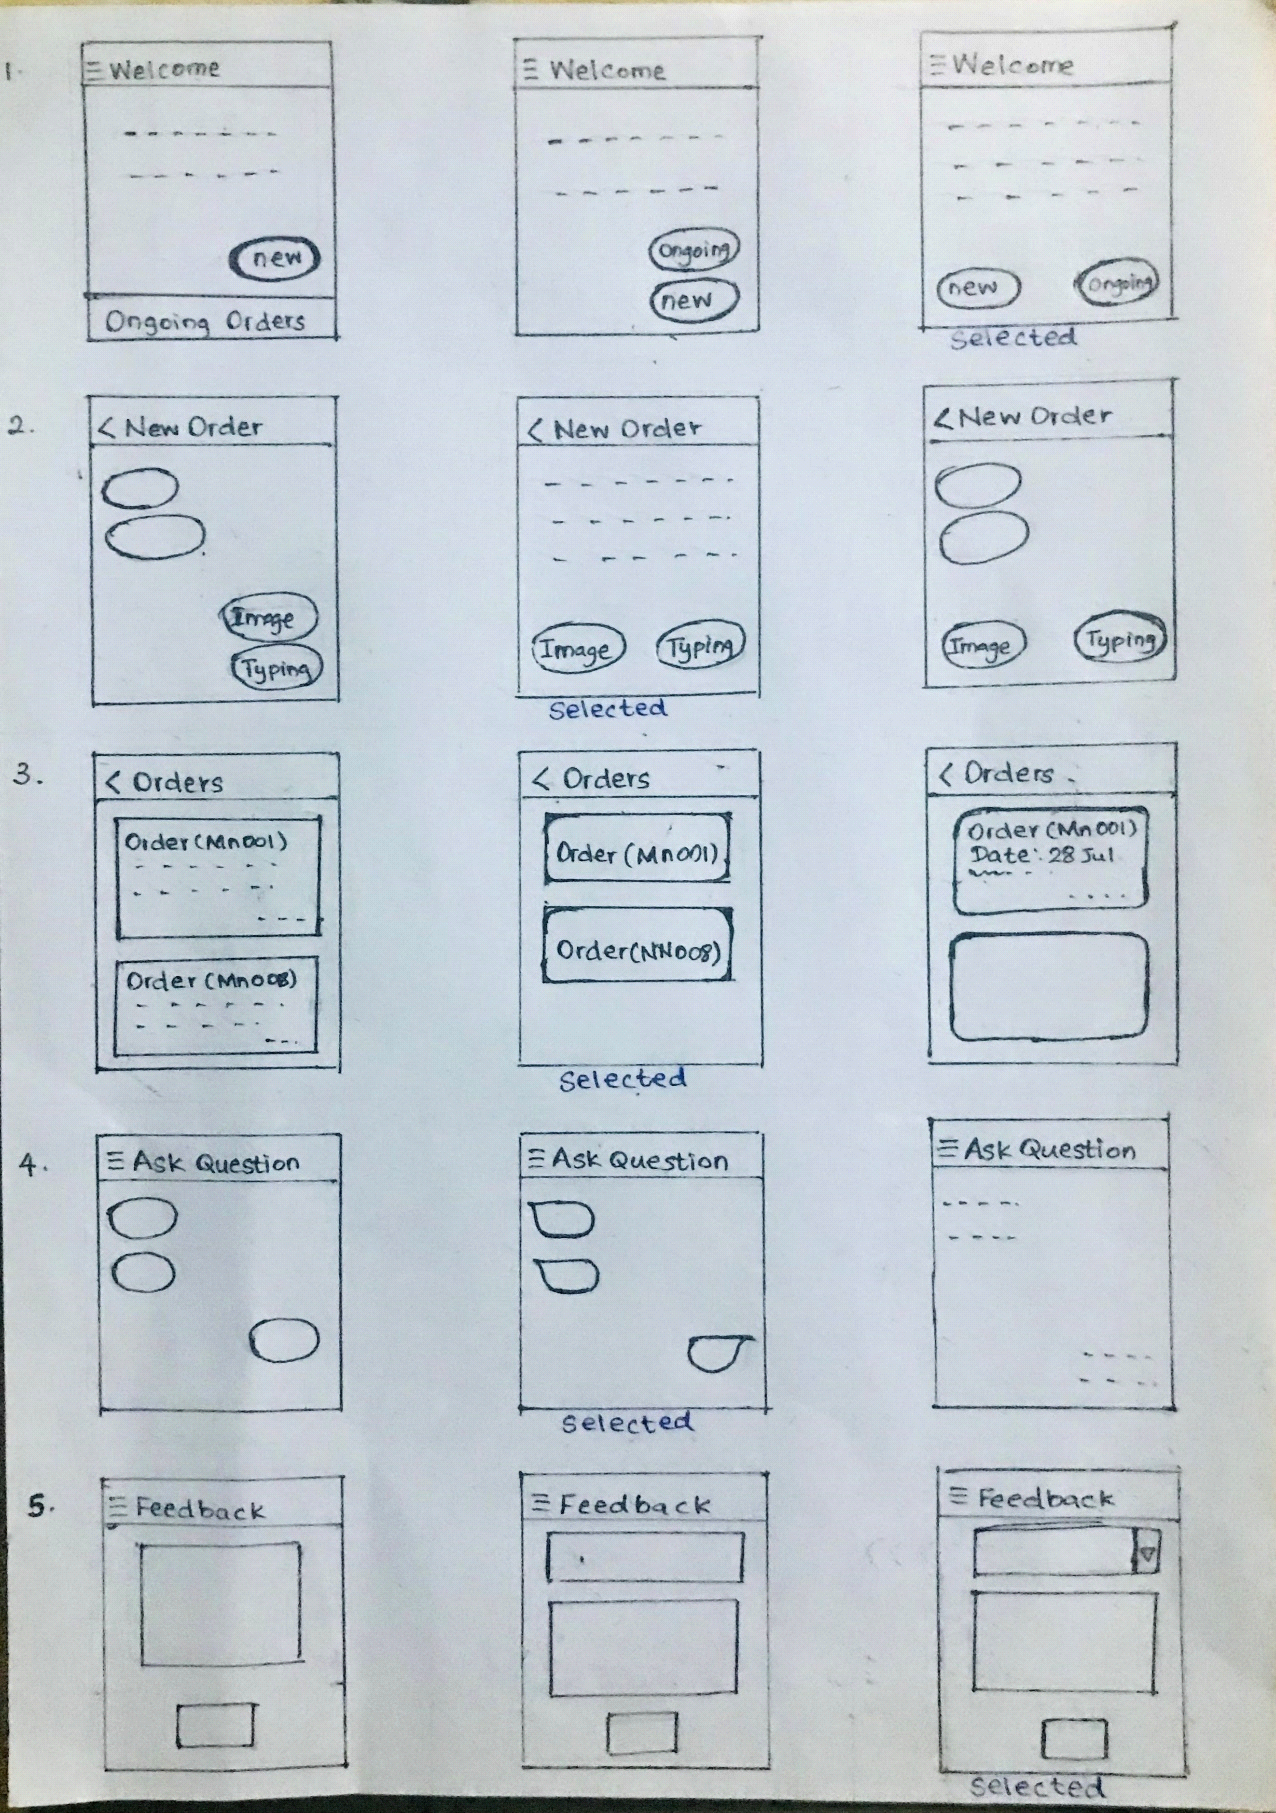 1.
Welcome
new
Ongoing Orders
Welcome
Ongoing
new
Welcome
new
Ongoing
Selected
2.
< New Order
Image
Typing
< New Order
Image
Typing
Selected
< New Order
Image
Typing
3.
< Orders
Order (Mn001)
Order (Mn008)
< Orders
Order (Mn001)
Order (NN008)
Selected
< Orders
Order (Mn001)
Date: 28 Jul
4.
Ask Question
Ask Question
Selected
Ask Question
5.
Feedback
Feedback
Feedback
Selected